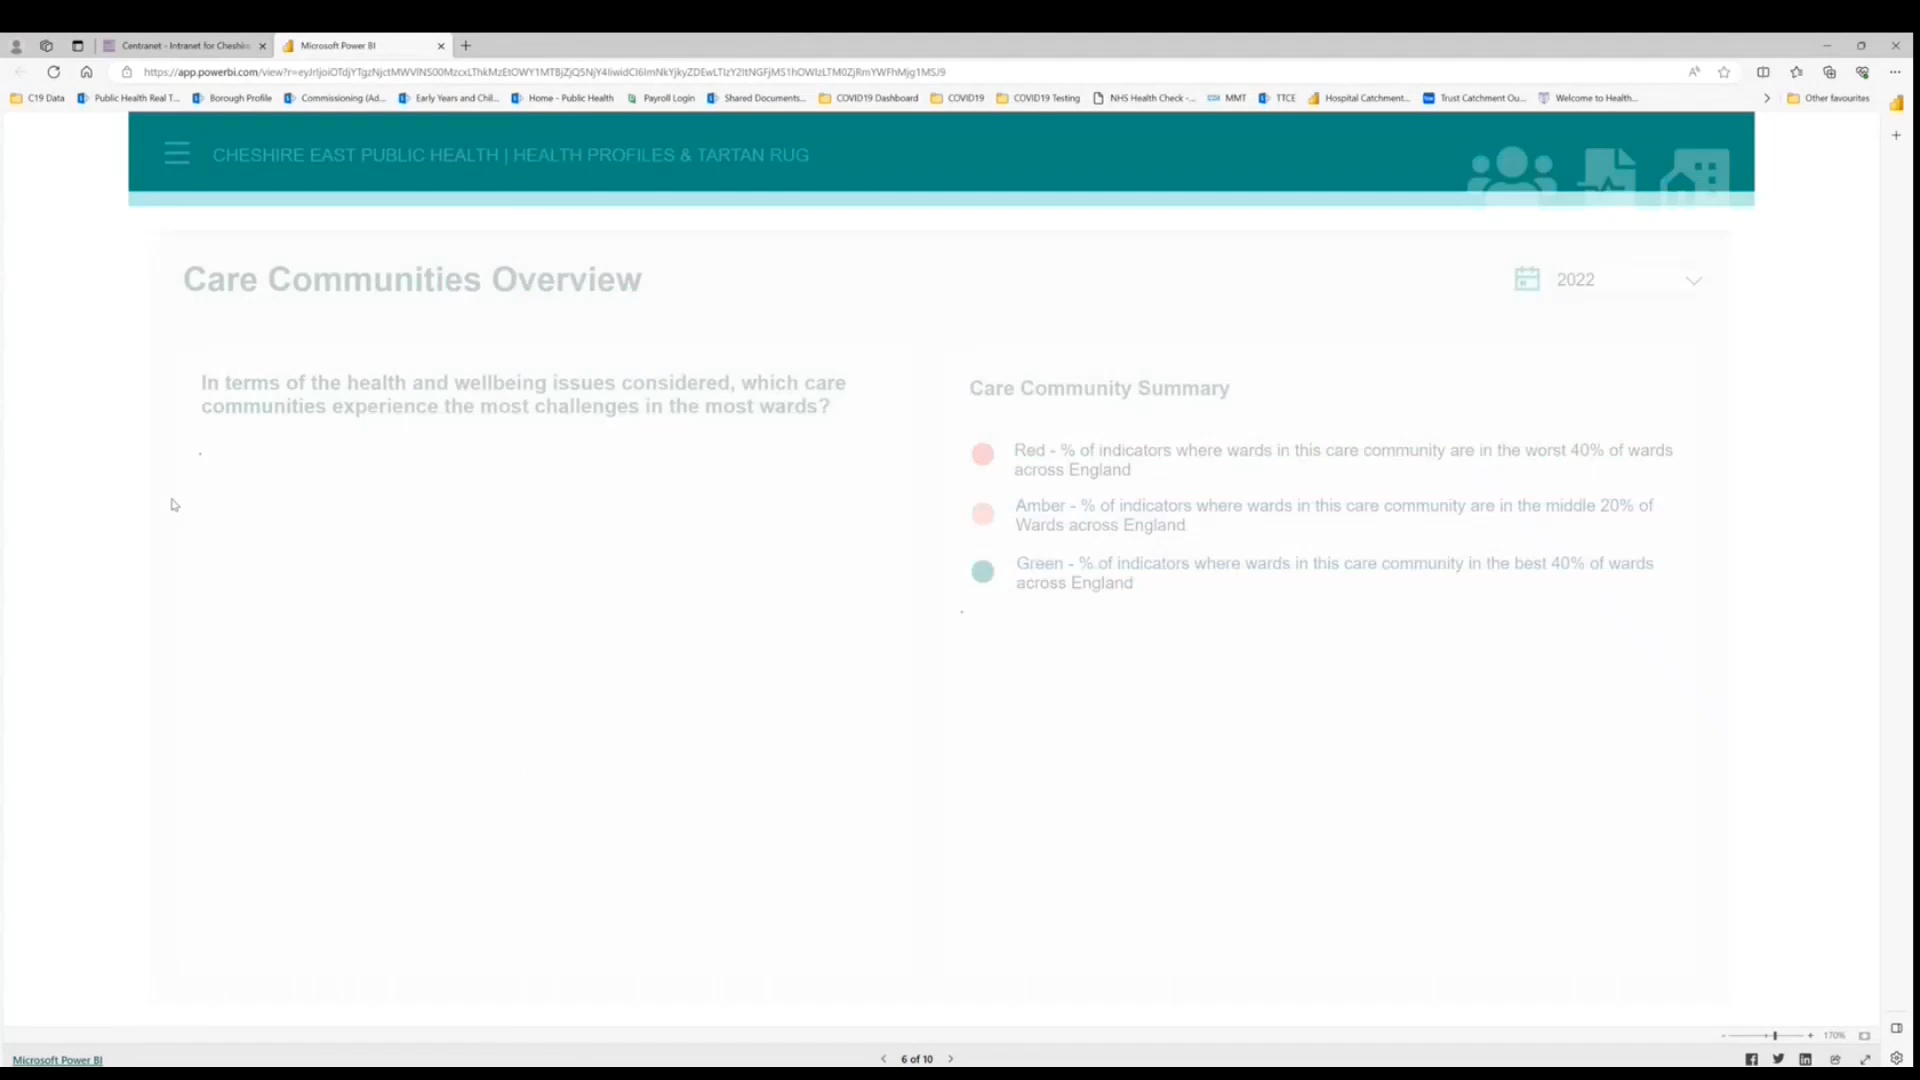 Centranet - Intranet for Cheshire
Microsoft Power BI
C19 Data
Public Health Real T...
Borough Profile
Commissioning (Ad...
Early Years and Chil...
Home - Public Health
Payroll Login
Shared Documents...
COVID19 Dashboard
COVID19
COVID19 Testing
NHS Health Check -...
MMT
TTCE
Hospital Catchment...
Trust Catchment Ou...
Welcome to Health...
Other favourites
CHESHIRE EAST PUBLIC HEALTH | HEALTH PROFILES & TARTAN RUG
Care Communities Overview
2022
In terms of the health and wellbeing issues considered, which care
communities experience the most challenges in the most wards?
Care Community Summary
Red - % of indicators where wards in this care community are in the worst 40% of wards
across England
Amber - % of indicators where wards in this care community are in the middle 20% of
Wards across England
Green - % of indicators where wards in this care community in the best 40% of wards
across England
170%
Microsoft Power BI
6 of 10